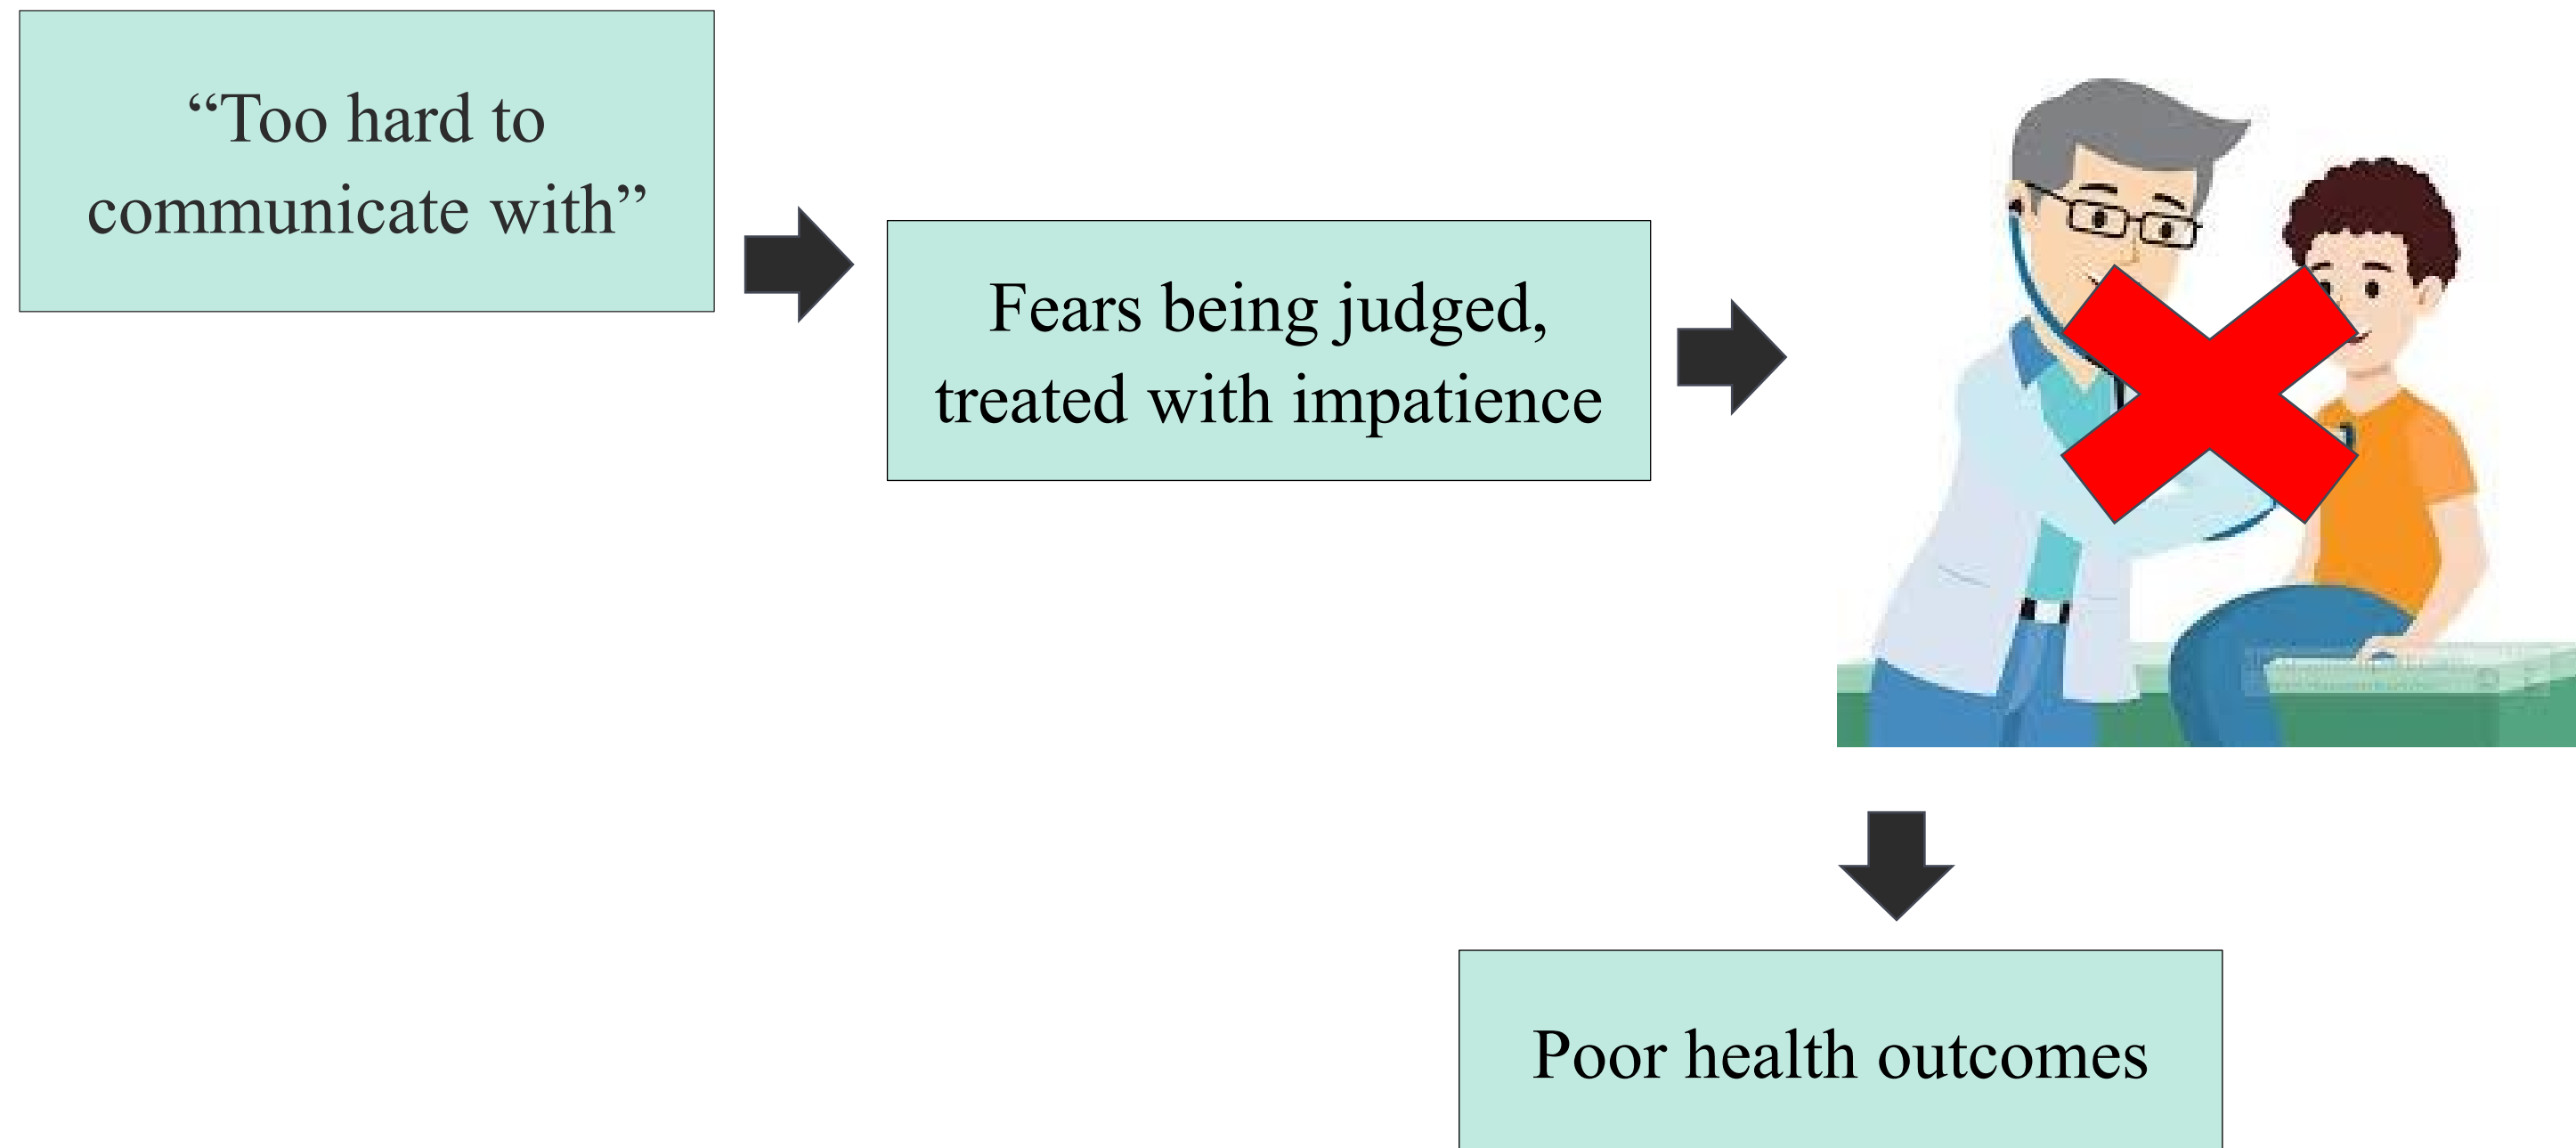 “Too hard to
communicate with”
Fears being judged,
treated with impatience
Poor health outcomes